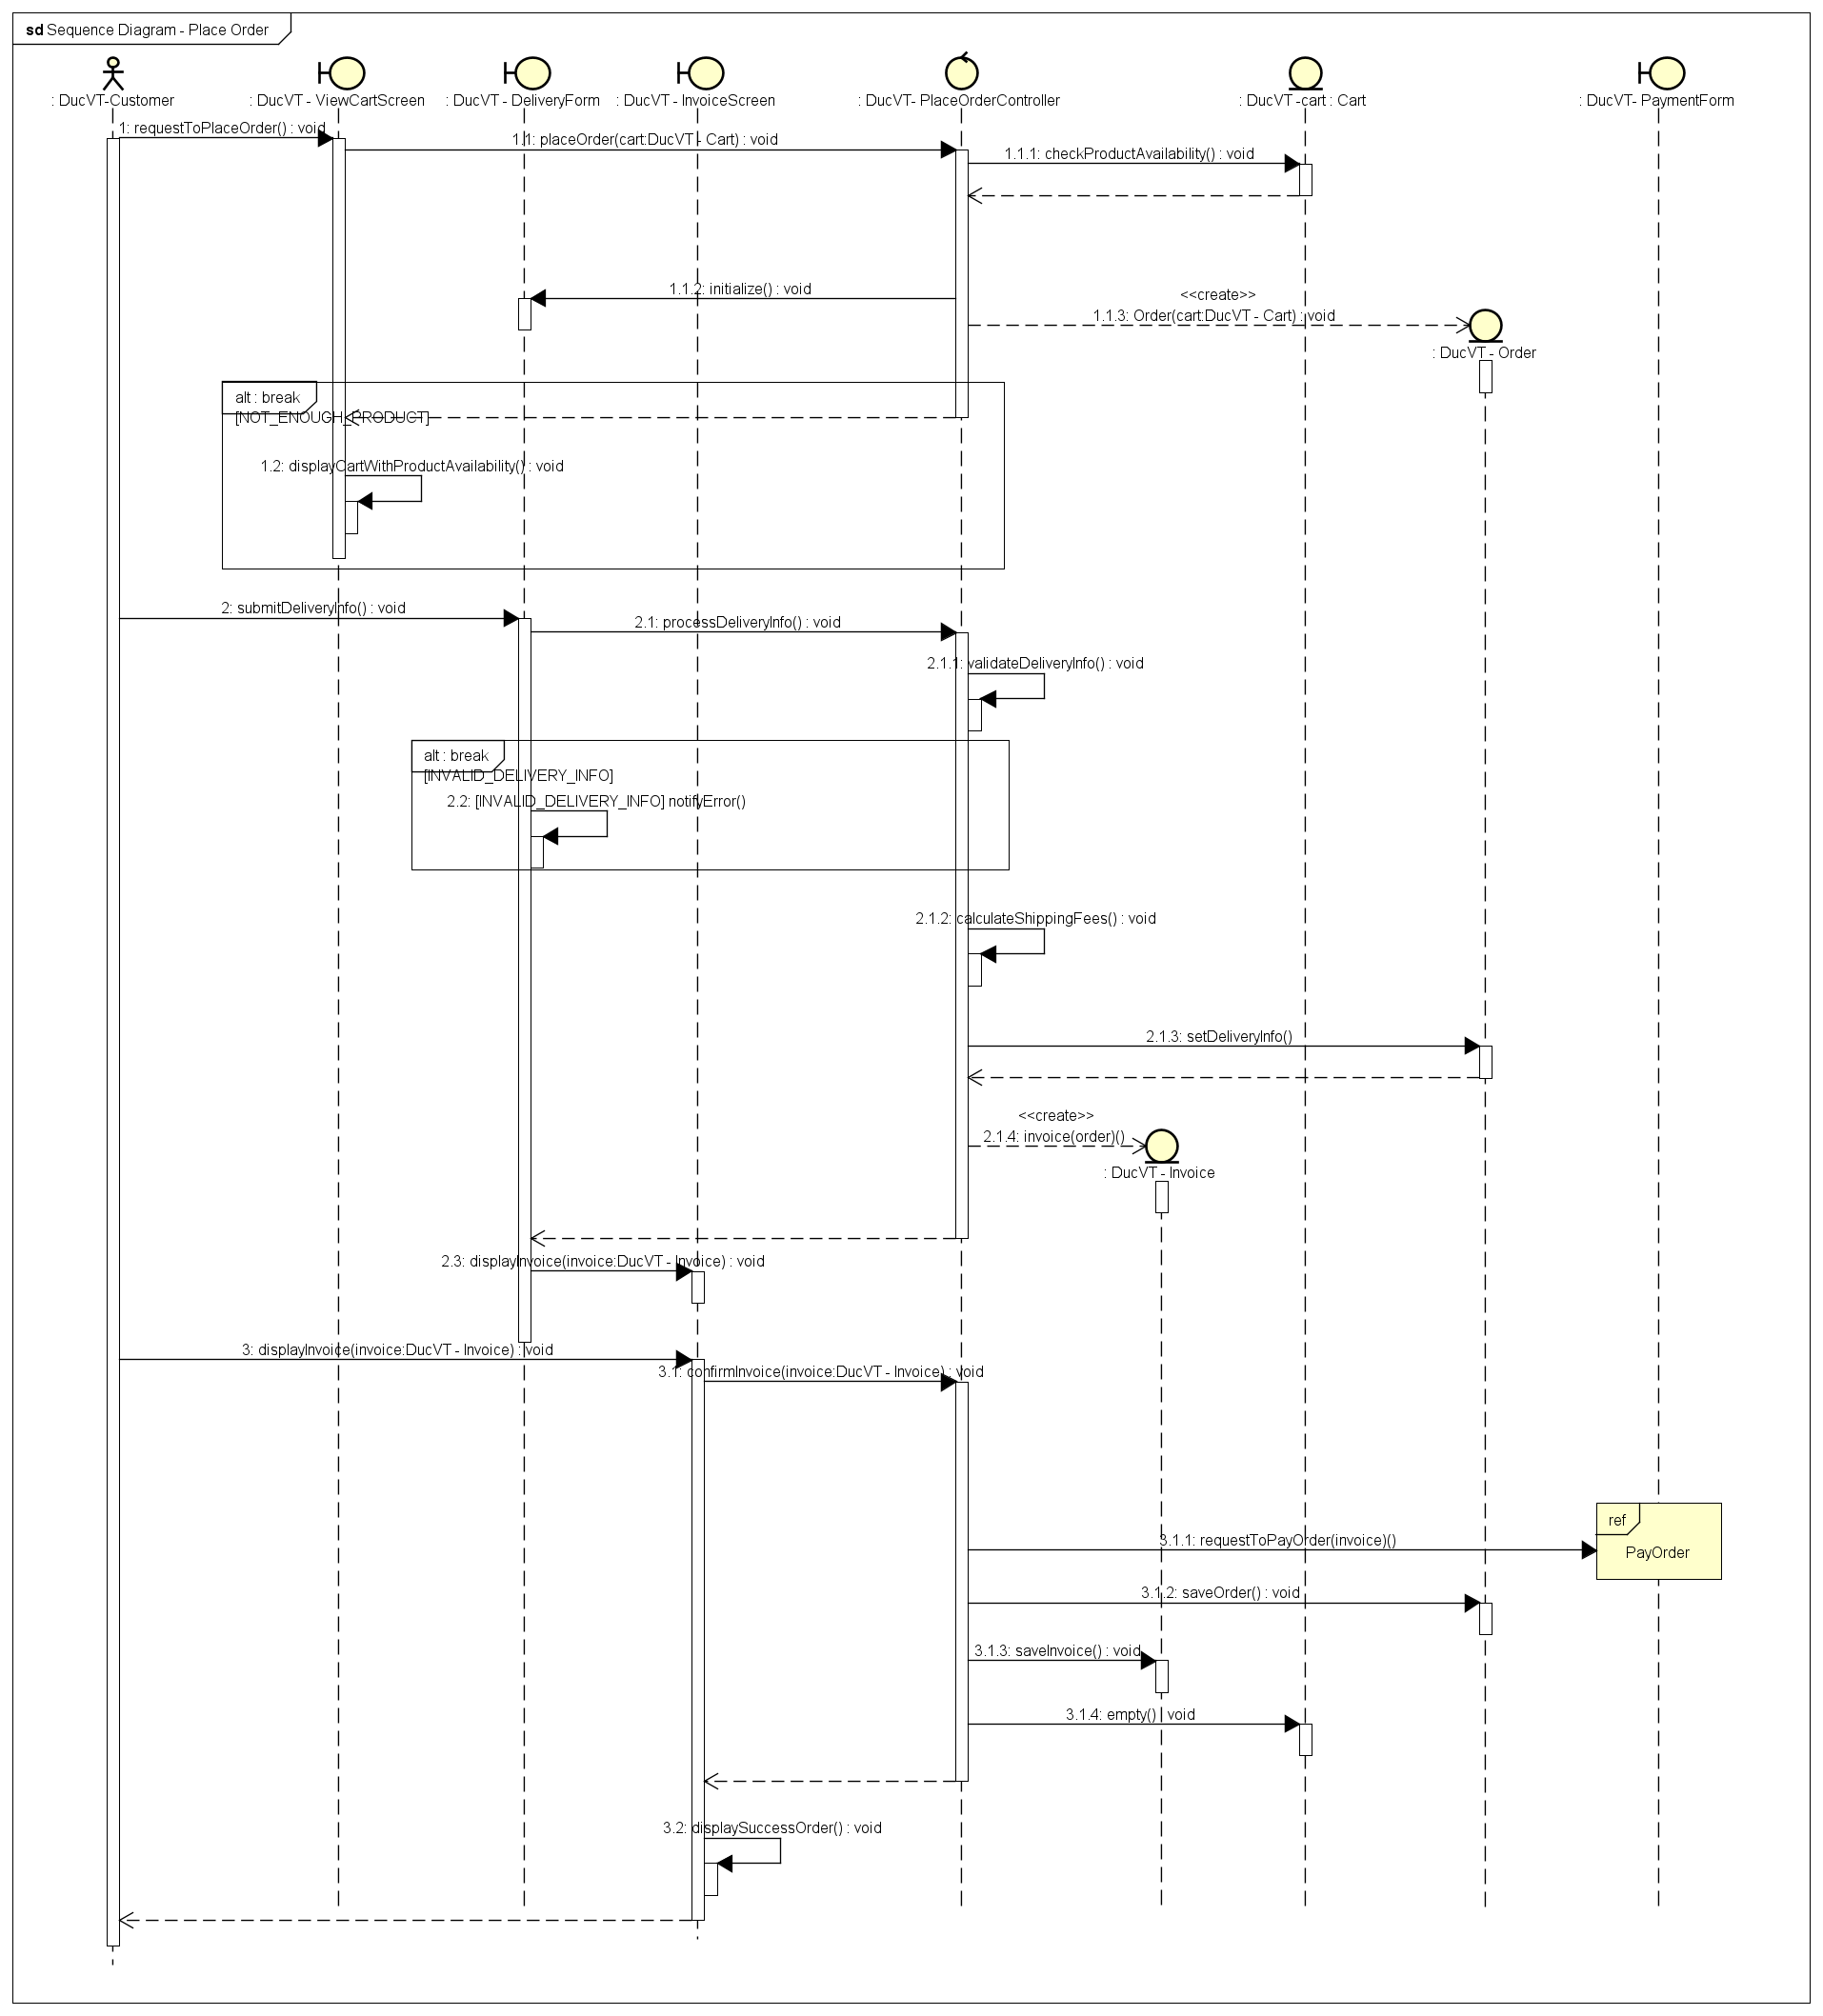 sd Sequence Diagram - Place Order
: DucVT-Customer
: DucVT - ViewCartScreen
: DucVT - DeliveryForm
: DucVT - InvoiceScreen
: DucVT- PlaceOrderController
: DucVT -cart : Cart
: DucVT- PaymentForm
1: requestToPlaceOrder() : void
1.1: placeOrder(cart:DucVT - Cart) : void
1.1.1: checkProductAvailability() : void
1.1.2: initialize() : void
<<create>>
1.1.3: Order(cart:DucVT - Cart) : void
: DucVT - Order
alt : break
[NOT_ENOUGH_PRODUCT]
1.2: displayCartWithProductAvailability() : void
2: submitDeliveryInfo() : void
2.1: processDeliveryInfo() : void
2.1.1: validateDeliveryInfo() : void
alt : break
[INVALID_DELIVERY_INFO]
2.2: [INVALID_DELIVERY_INFO] notifyError()
2.1.2: calculateShippingFees() : void
2.1.3: setDeliveryInfo()
<<create>>
2.1.4: invoice(order)()
: DucVT - Invoice
2.3: displayInvoice(invoice:DucVT - Invoice) : void
3: displayInvoice(invoice:DucVT - Invoice) : void
3.1: confirmInvoice(invoice:DucVT - Invoice) : void
ref
3.1.1: requestToPayOrder(invoice)()
PayOrder
3.1.2: saveOrder() : void
3.1.3: saveInvoice() : void
3.1.4: empty() : void
3.2: displaySuccessOrder() : void